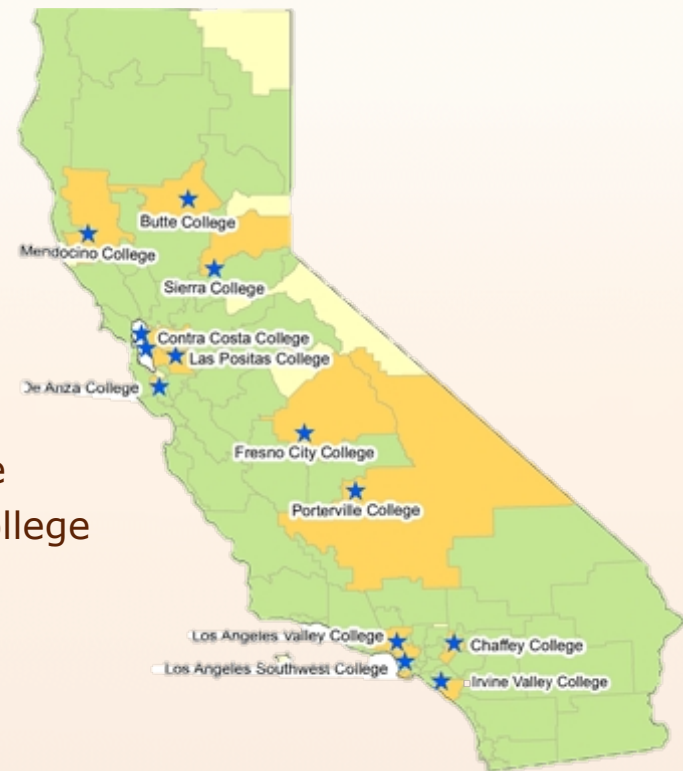 Butte College
Mendocino College
Sierra College
Contra Costa College
Las Positas College
De Anza College
Fresno City College
e
Porterville College
llege
Los Angeles Valley College
Chaffey College
Los Angeles Southwest College
Irvine Valley College